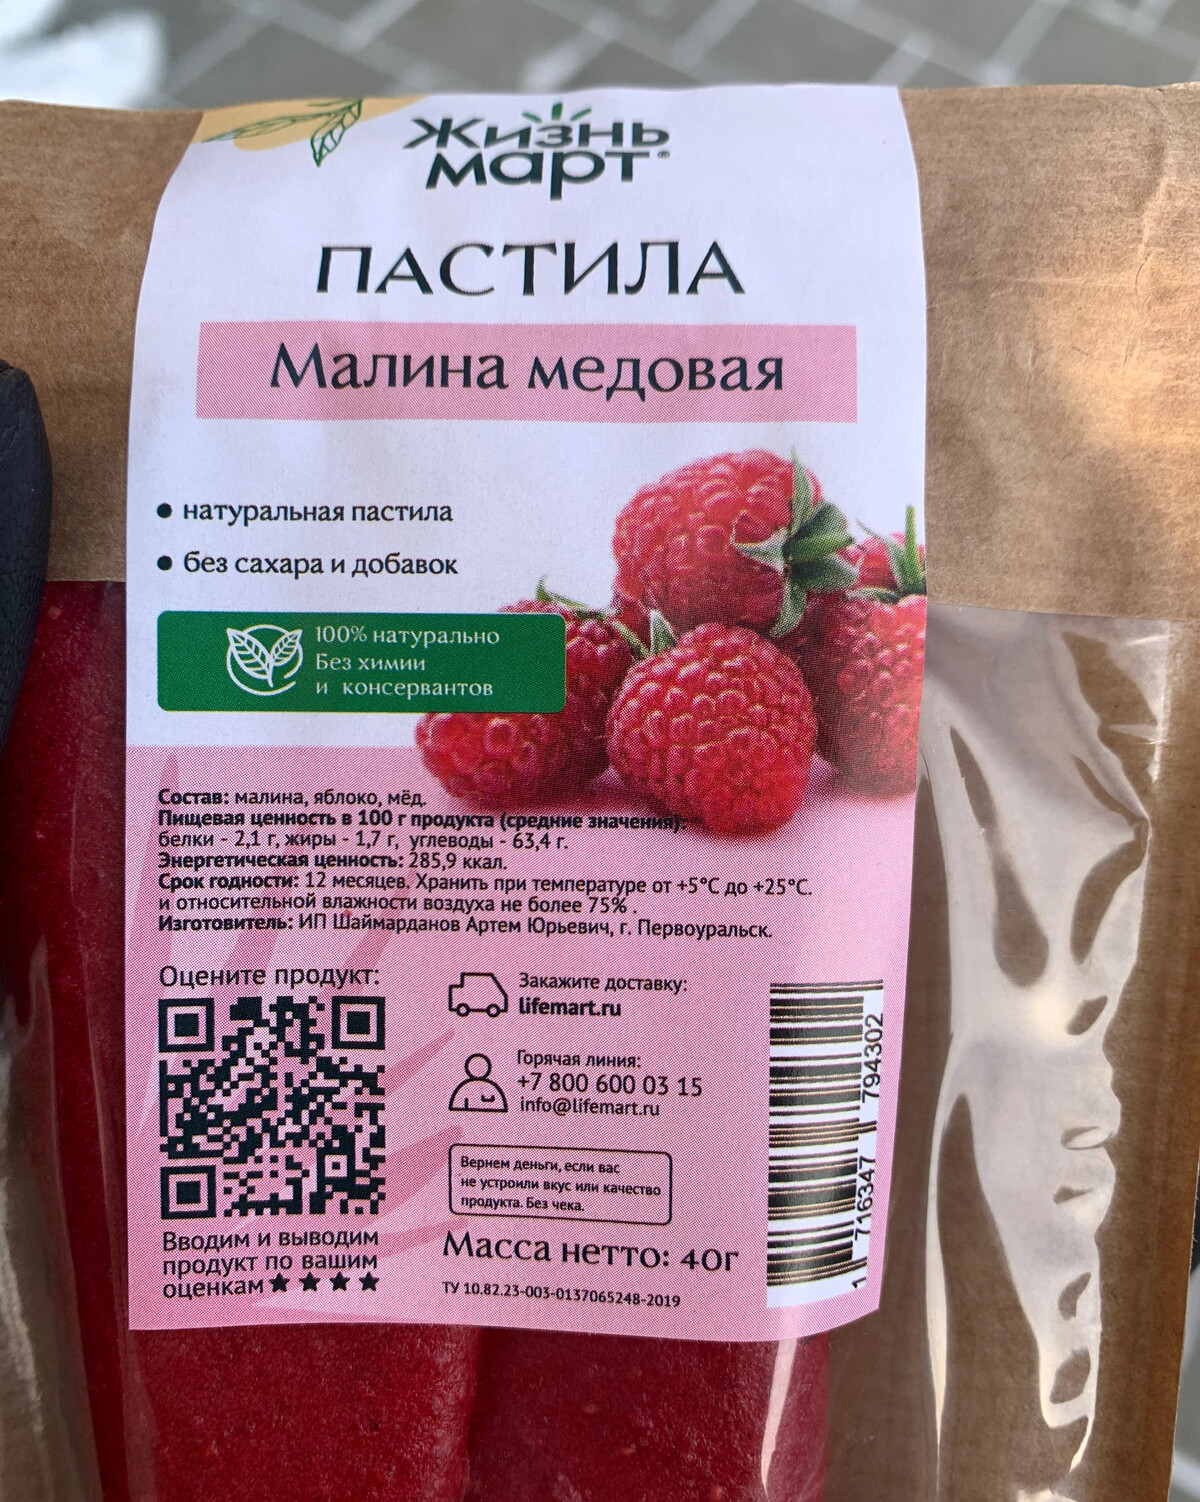 Жизнь
март®
ПАСТИЛА
Малина медовая
• натуральная пастила
• без сахара и добавок
100% натурально
Без химии
и консервантов
Состав: малина, яблоко, мёд.
Пищевая ценность в 100 г продукта (средние значения):
белки - 2,1 г, жиры - 1,7 г, углеводы - 63,4 г.
Энергетическая ценность: 285,9 ккал.
Срок годности: 12 месяцев. Хранить при температуре от +5°C до +25°C.
и относительной влажности воздуха не более 75% .
Изготовитель: ИП Шаймарданов Артем Юрьевич, г. Первоуральск.
Оцените продукт:
Вводим и выводим
продукт по вашим
оценкам ★ ★ ★ ★
Закажите доставку:
lifemart.ru
Горячая линия:
+7 800 600 03 15
info@lifemart.ru
Вернем деньги, если вас
не устроили вкус или качество
продукта. Без чека.
Масса нетто: 40г
ТУ 10.82.23-003-0137065248-2019
1 716347 794302